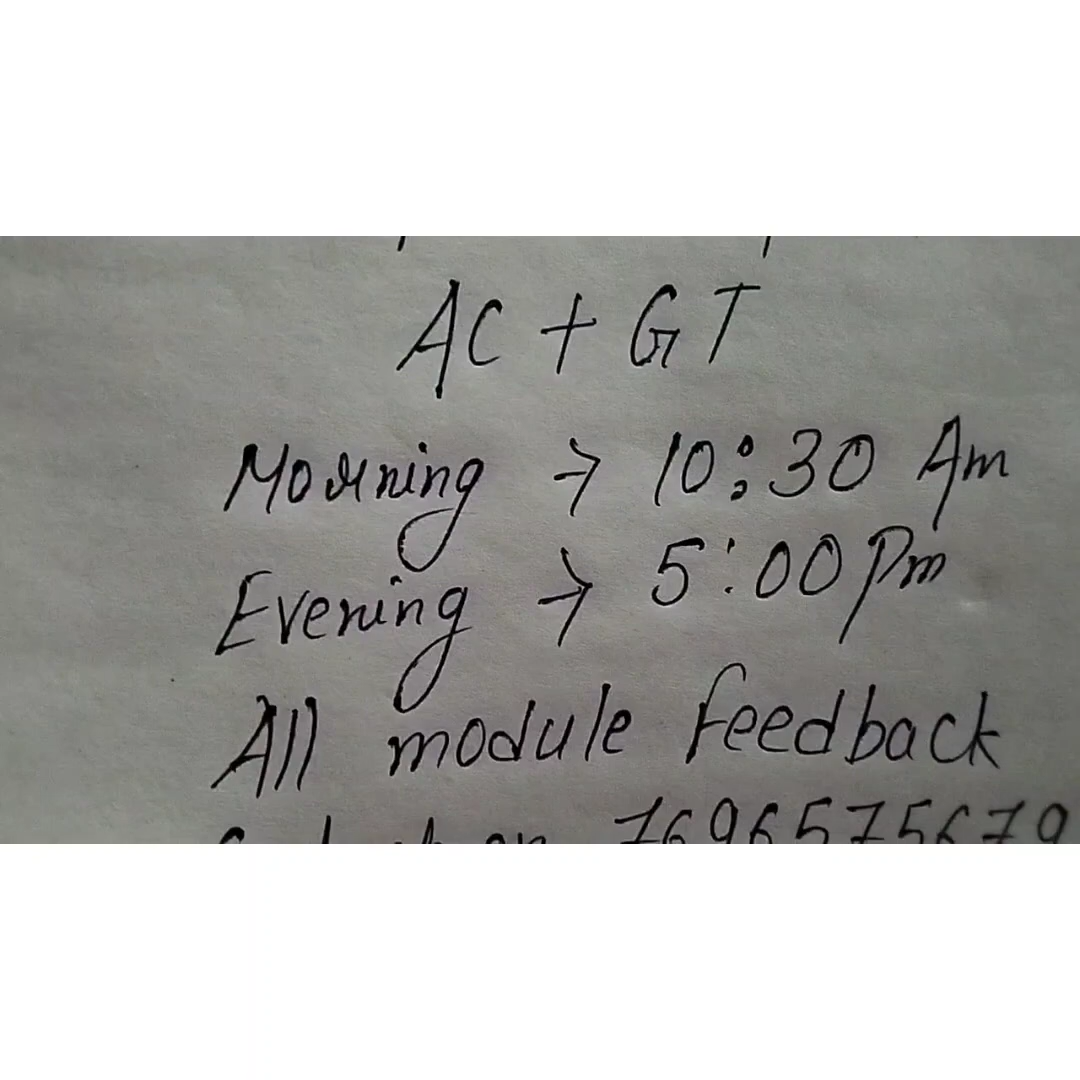 AC + GT
Morning → 10:30 Am
Evening → 5:00 Pm
All module feedback